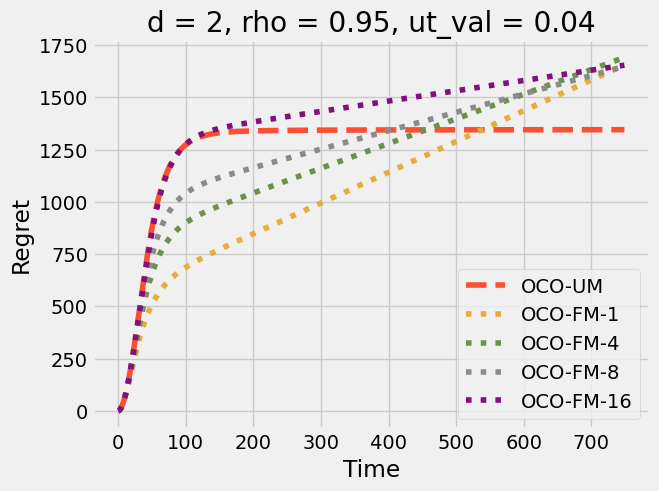 d = 2, rho = 0.95, ut_val = 0.04
1750
1500
1250
1000
750
500
250
0
Regret
OCO-UM
OCO-FM-1
OCO-FM-4
OCO-FM-8
OCO-FM-16
0 100 200 300 400 500 600 700
Time